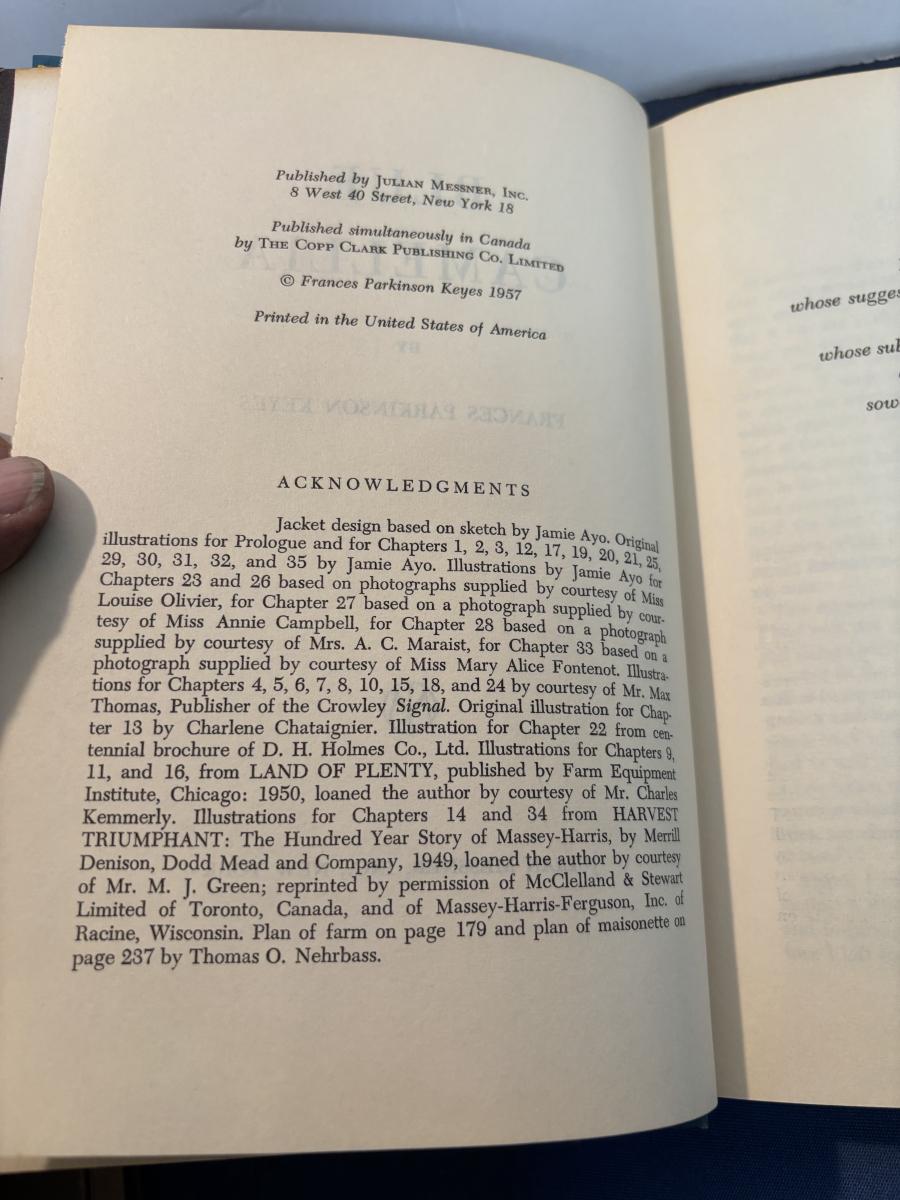 Published by JULIAN MESSNER, INC.
8 West 40 Street, New York 18
Published simultaneously in Canada
by THE COPP CLARK PUBLISHING CO. LIMITED
© Frances Parkinson Keyes 1957
Printed in the United States of America
ACKNOWLEDGMENTS
Jacket design based on sketch by Jamie Ayo. Original
illustrations for Prologue and for Chapters 1, 2, 3, 12, 17, 19, 20, 21, 25,
29, 30, 31, 32, and 35 by Jamie Ayo. Illustrations by Jamie Ayo for
Chapters 23 and 26 based on photographs supplied by courtesy of Miss
Louise Olivier, for Chapter 27 based on a photograph supplied by cour-
tesy of Miss Annie Campbell, for Chapter 28 based on a photograph
supplied by courtesy of Mrs. A. C. Maraist, for Chapter 33 based on a
photograph supplied by courtesy of Miss Mary Alice Fontenot. Illustra-
tions for Chapters 4, 5, 6, 7, 8, 10, 15, 18, and 24 by courtesy of Mr. Max
Thomas, Publisher of the Crowley Signal. Original illustration for Chap-
ter 13 by Charlene Chataignier. Illustration for Chapter 22 from cen-
tennial brochure of D. H. Holmes Co., Ltd. Illustrations for Chapters 9,
11, and 16, from LAND OF PLENTY, published by Farm Equipment
Institute, Chicago: 1950, loaned the author by courtesy of Mr. Charles
Kemmerly. Illustrations for Chapters 14 and 34 from HARVEST
TRIUMPHANT: The Hundred Year Story of Massey-Harris, by Merrill
Denison, Dodd Mead and Company, 1949, loaned the author by courtesy
of Mr. M. J. Green; reprinted by permission of McClelland & Stewart
Limited of Toronto, Canada, and of Massey-Harris-Ferguson, Inc. of
Racine, Wisconsin. Plan of farm on page 179 and plan of maisonette on
page 237 by Thomas O. Nehrbass.
whose
whose